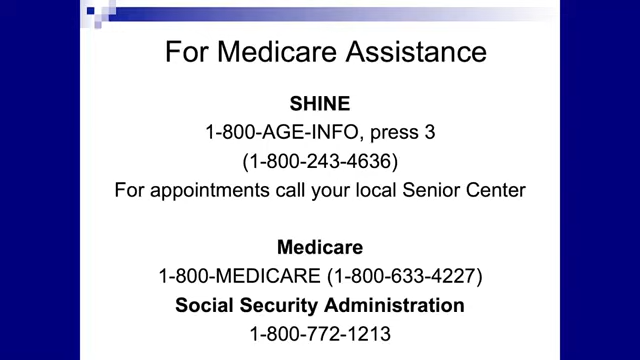 For Medicare Assistance
SHINE
1-800-AGE-INFO, press 3
(1-800-243-4636)
For appointments call your local Senior Center
Medicare
1-800-MEDICARE (1-800-633-4227)
Social Security Administration
1-800-772-1213